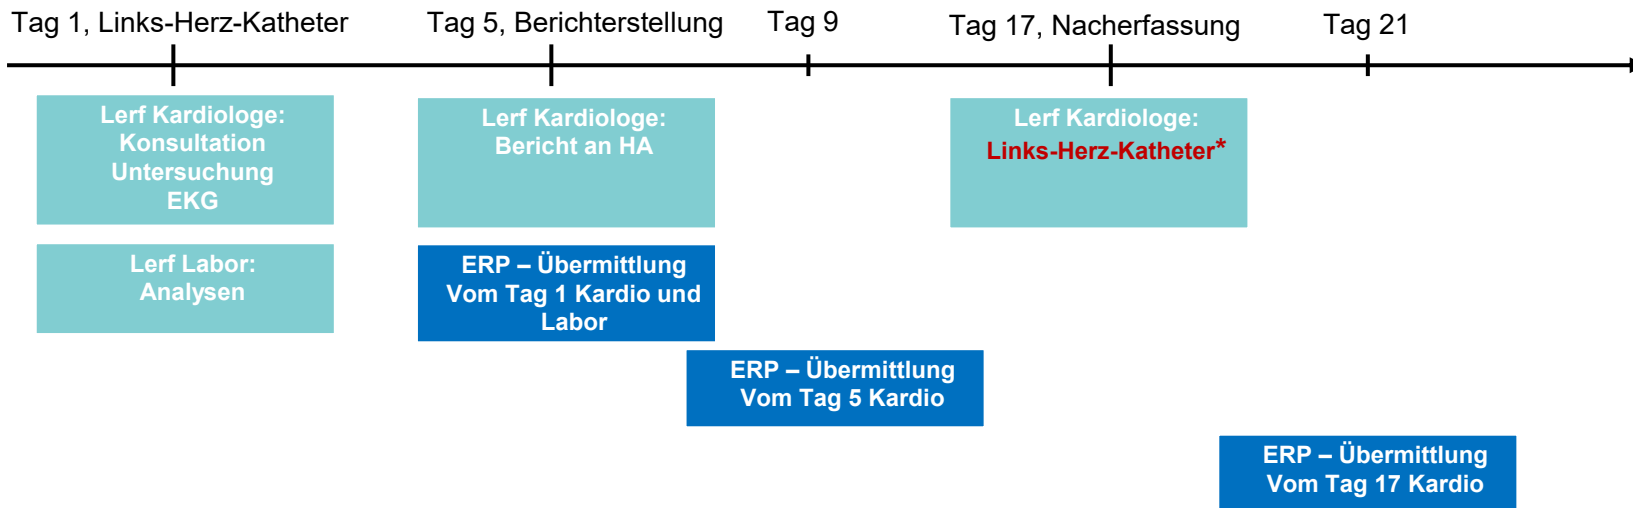 Tag 1, Links-Herz-Katheter
Tag 5, Berichterstellung
Tag 9
Tag 17, Nacherfassung
Tag 21
Lerf Kardiologe:
Konsultation
Untersuchung
EKG
Lerf Kardiologe:
Bericht an HA
Lerf Kardiologe:
Links-Herz-Katheter*
Lerf Labor:
Analysen
ERP – Übermittlung
Vom Tag 1 Kardio und
Labor
ERP – Übermittlung
Vom Tag 5 Kardio
ERP – Übermittlung
Vom Tag 17 Kardio